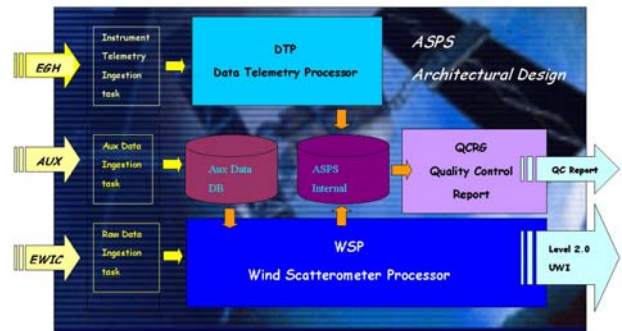 ASPS
Architectural Design
EGH
Instrument
Telemetry
Ingestion
task
DTP
Data Telemetry Processor
AUX
Aux Data
Ingestion
task
Aux Data
DB
ASPS
Internal
QCRG
Quality Control
Report
QC Report
EWIC
Raw Data
Ingestion
task
WSP
Wind Scatterometer Processor
Level 2.0
UWI